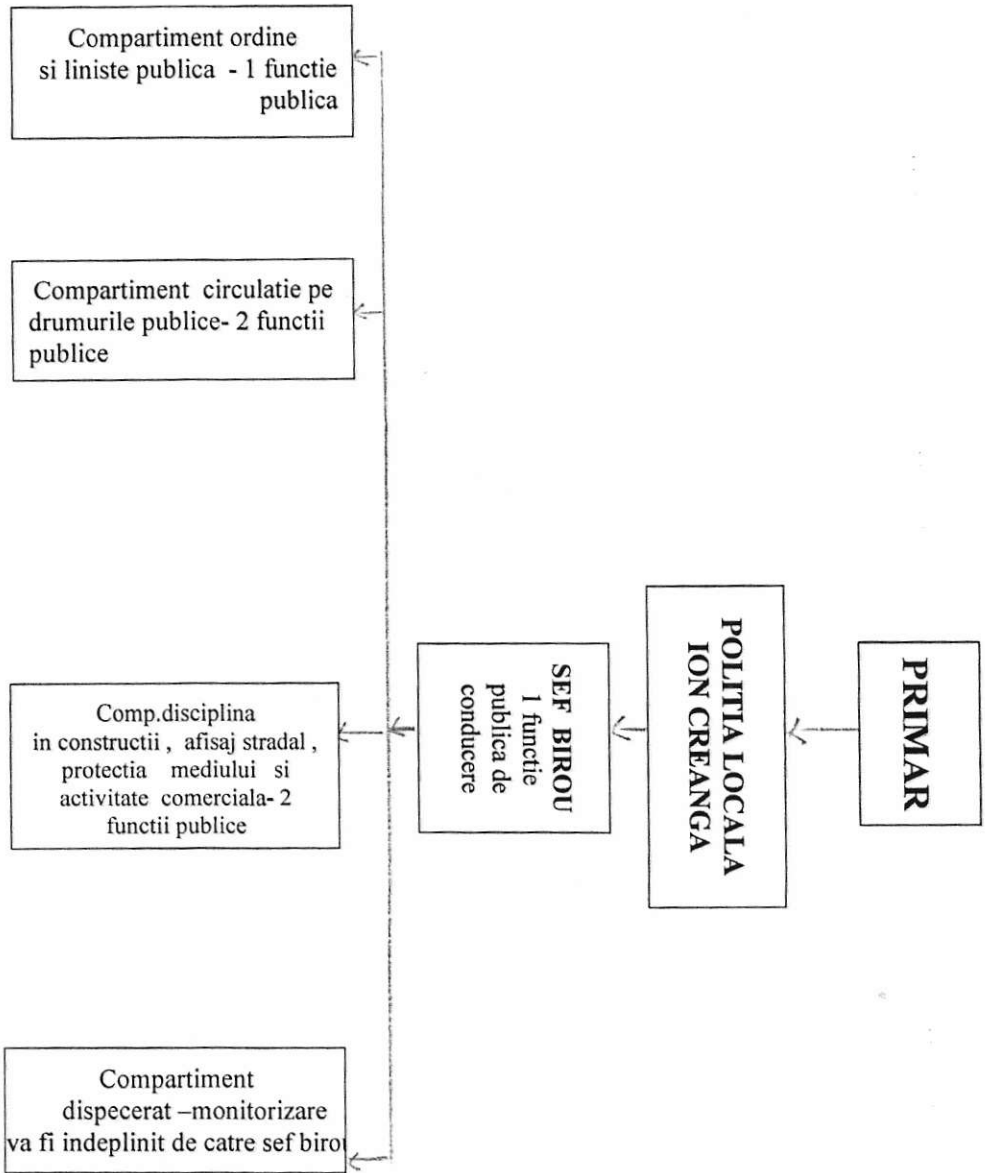 PRIMAR
POLITIA LOCALA
ION CREANGA
SEF BIROU
1 functie
publica de
conducere
Compartiment ordine
si liniste publica - 1 functie
publica
Compartiment circulatie pe
drumurile publice- 2 functii
publice
Comp.disciplina
in constructii , afisaj stradal ,
protectia mediului si
activitate comerciala- 2
functii publice
Compartiment
dispecerat –monitorizare
va fi indeplinit de catre sef birou